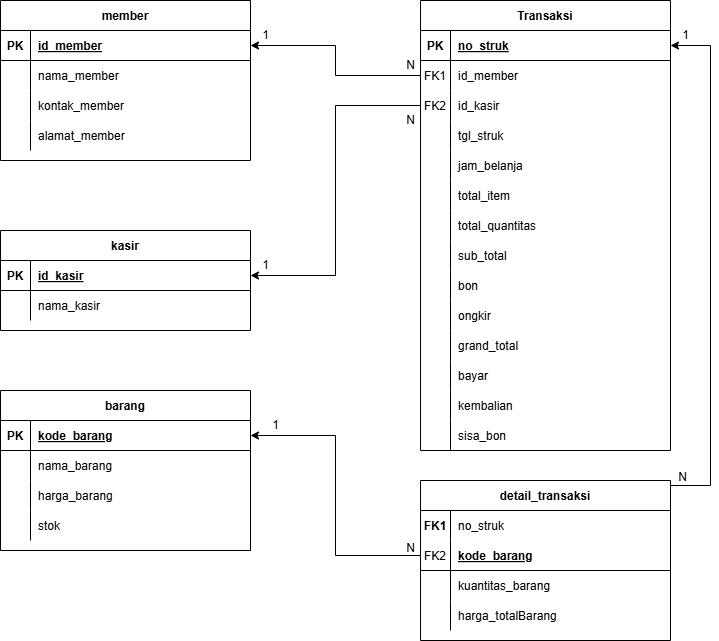 member
PK id_member
nama_member
kontak_member
alamat_member
1
N
Transaksi
PK no_struk
FK1 id_member
FK2 id_kasir
tgl_struk
jam_belanja
total_item
total_quantitas
sub_total
bon
ongkir
grand_total
bayar
kembalian
sisa_bon
1
N
kasir
PK id_kasir
nama_kasir
1
N
barang
PK kode_barang
nama_barang
harga_barang
stok
1
N
detail_transaksi
FK1 no_struk
FK2 kode_barang
kuantitas_barang
harga_totalBarang